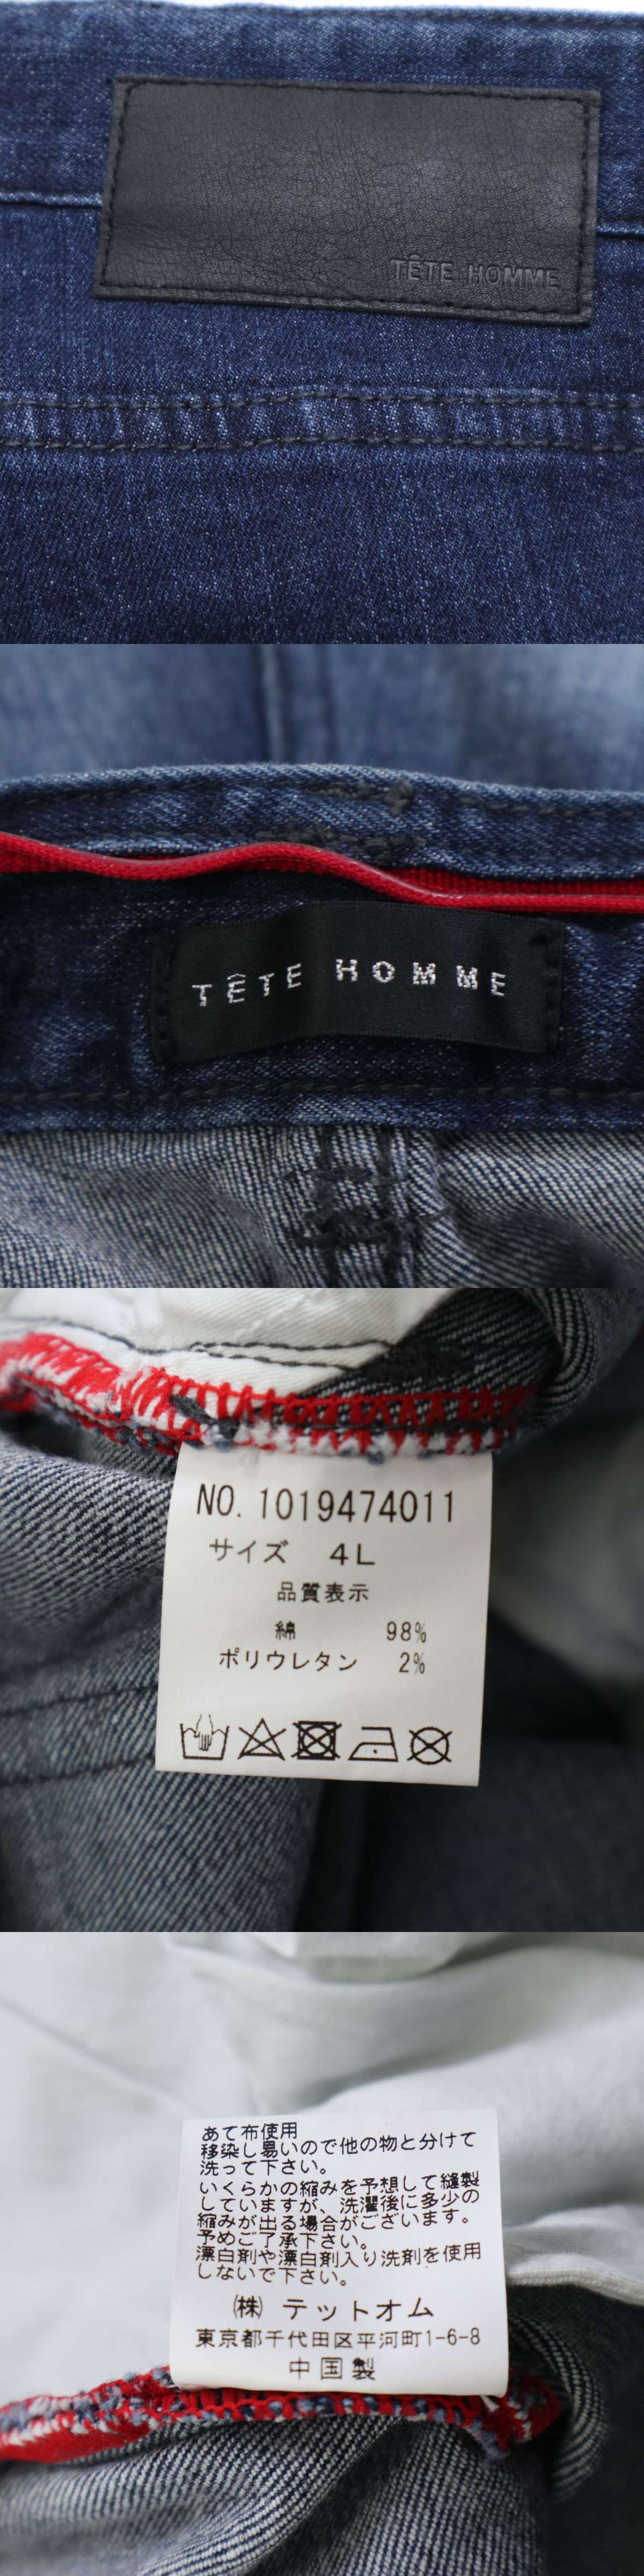 TÊTE HOMME
TÊTE HOMME
NO. 1019474011
サイズ 4L
品質表示
綿 98%
ポリウレタン 2%
あて布使用
移染し易いので他の物と分けて
洗って下さい。
いくらかの縮みを予想して縫製
していますが、洗濯後に多少の
縮みが出る場合がございます。
予めご了承下さい。
漂白剤や漂白剤入り洗剤を使用
しないで下さい。
㈱ テットオム
東京都千代田区平河町1-6-8
中国製